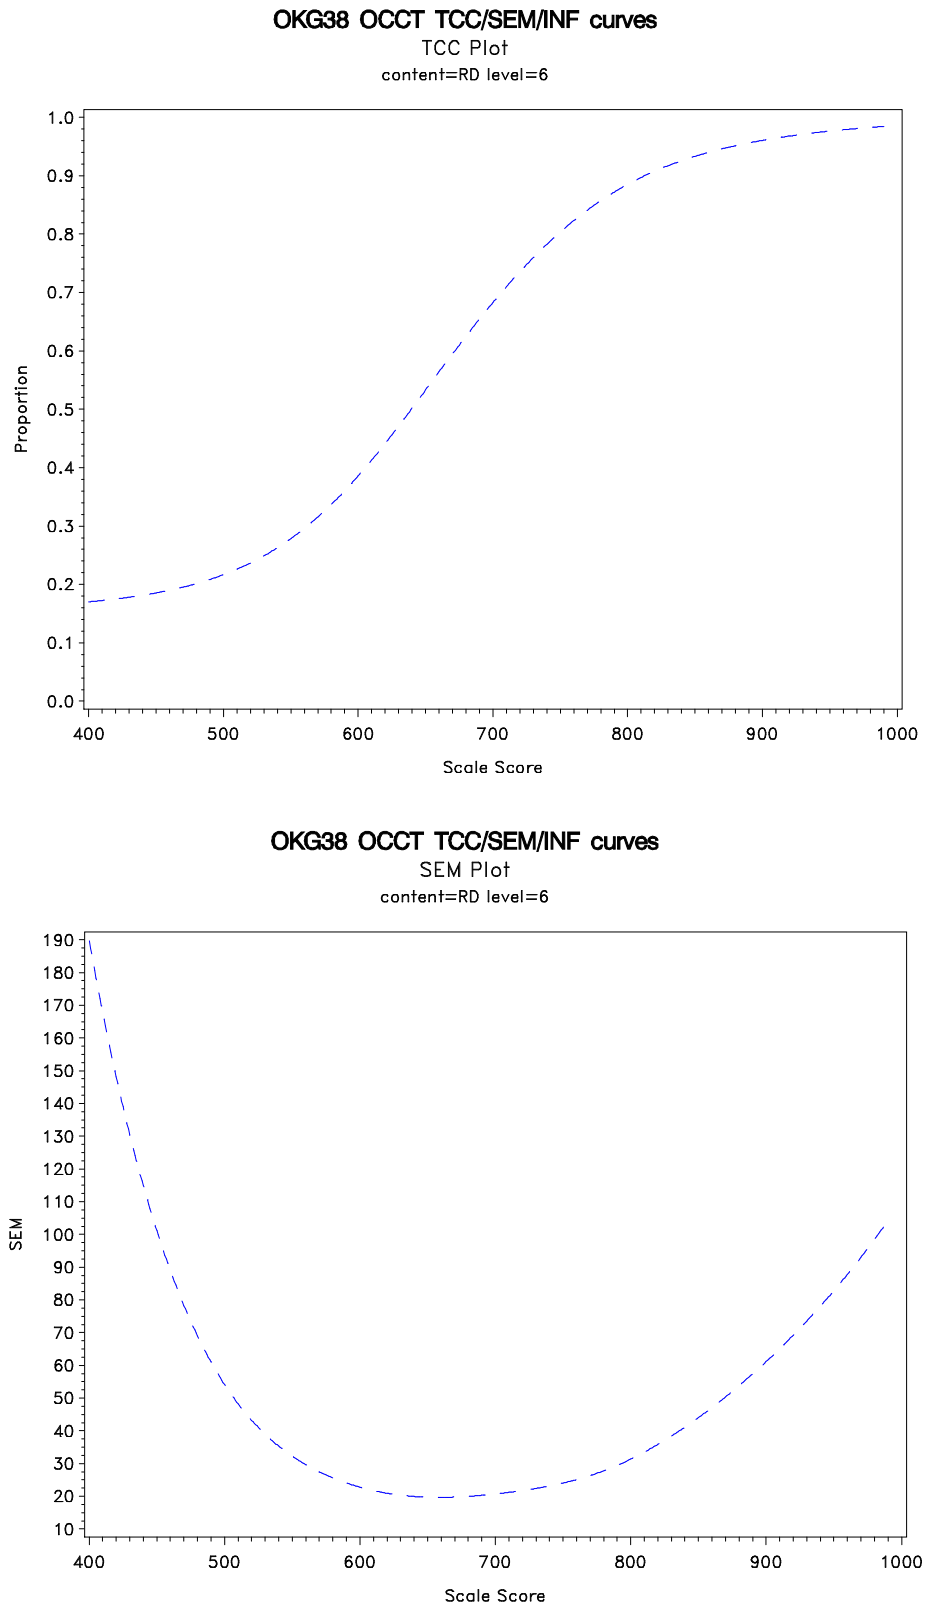 OKG38 OCCT TCC/SEM/INF curves
TCC Plot
content=RD level=6
1.0
0.9
0.8
0.7
0.6
0.5
0.4
0.3
0.2
0.1
0.0
Proportion
400 500 600 700 800 900 1000
Scale Score
OKG38 OCCT TCC/SEM/INF curves
SEM Plot
content=RD level=6
190
180
170
160
150
140
130
120
110
100
90
80
70
60
50
40
30
20
10
SEM
400 500 600 700 800 900 1000
Scale Score